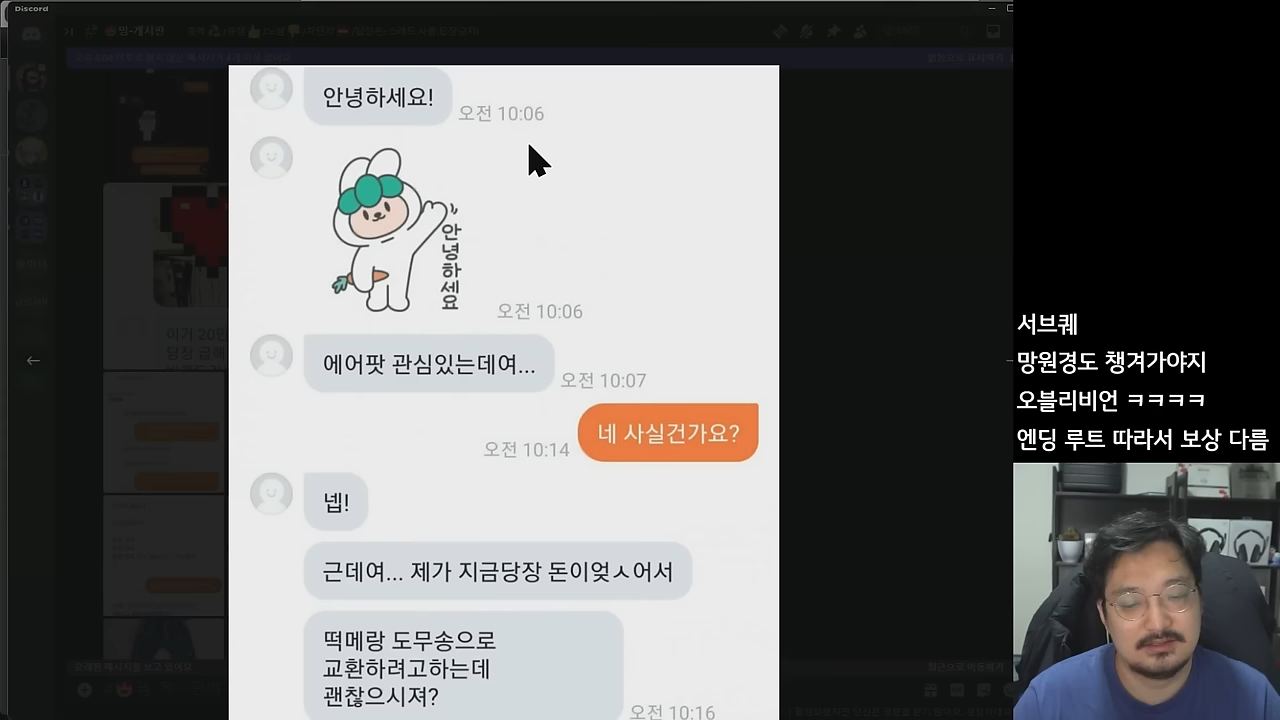 Discord
안녕하세요!
오전 10:06
안녕하세요
오전 10:06
에어팟 관심있는데여...
오전 10:07
네 사실건가요?
오전 10:14
넵!
근데여... 제가 지금당장 돈이엊ㅅ어서
떡메랑 도무송으로
교환하려고하는데
괜찮으시져?
오전 10:16
서브퀘
망원경도 챙겨가야지
오블리비언 ㅋㅋㅋㅋ
엔딩 루트 따라서 보상 다름